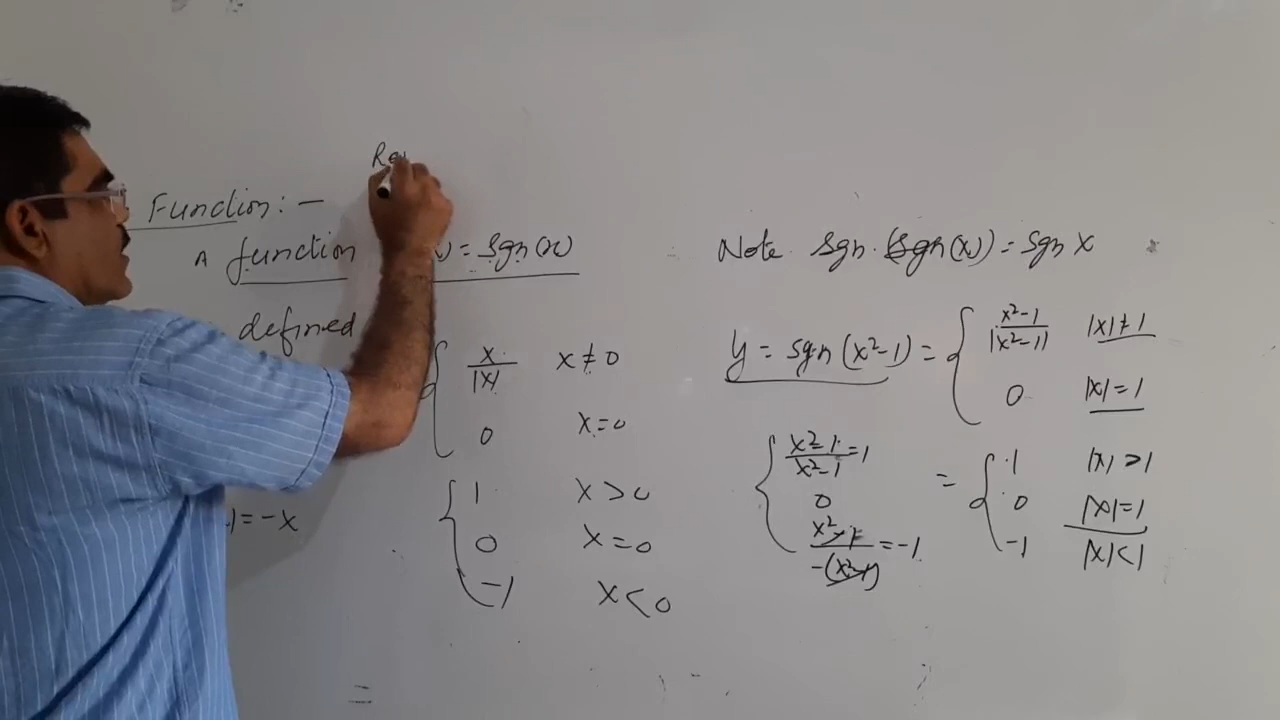 Re
Function: -
A function = Sgn(x)
defined
x / |x| x ≠ 0
0 x = 0
1 x > 0
0 x = 0
-1 x < 0
= -x
Note Sgn. (Sgn(x)) = Sgn x
y = sgn (x²-1) = { x²-1 / |x²-1| |x| ≠ 1
0 |x| = 1
{ x²-1 / x²-1 = 1
0
x²-1 / -(x²-1) = -1
= { 1 |x| > 1
0 |x| = 1
-1 |x| < 1